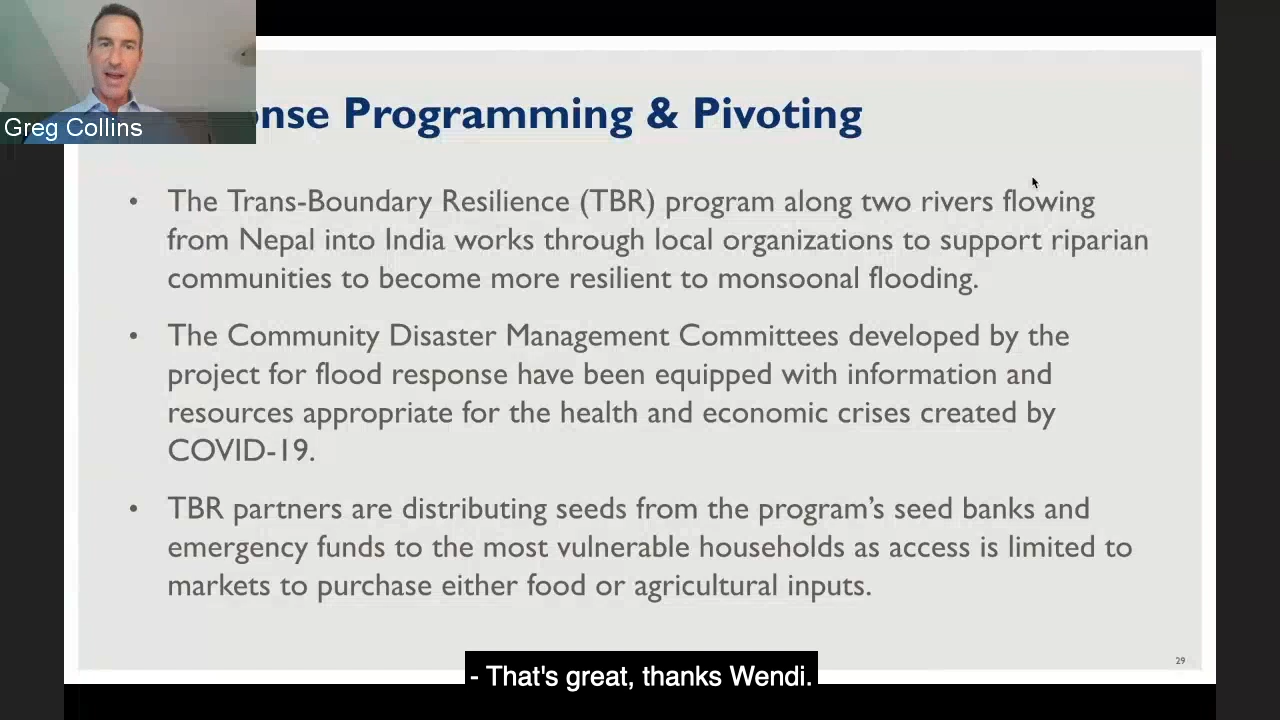 Greg Collins
onse Programming & Pivoting
• The Trans-Boundary Resilience (TBR) program along two rivers flowing
from Nepal into India works through local organizations to support riparian
communities to become more resilient to monsoonal flooding.
• The Community Disaster Management Committees developed by the
project for flood response have been equipped with information and
resources appropriate for the health and economic crises created by
COVID-19.
• TBR partners are distributing seeds from the program's seed banks and
emergency funds to the most vulnerable households as access is limited to
markets to purchase either food or agricultural inputs.
29
- That's great, thanks Wendi.